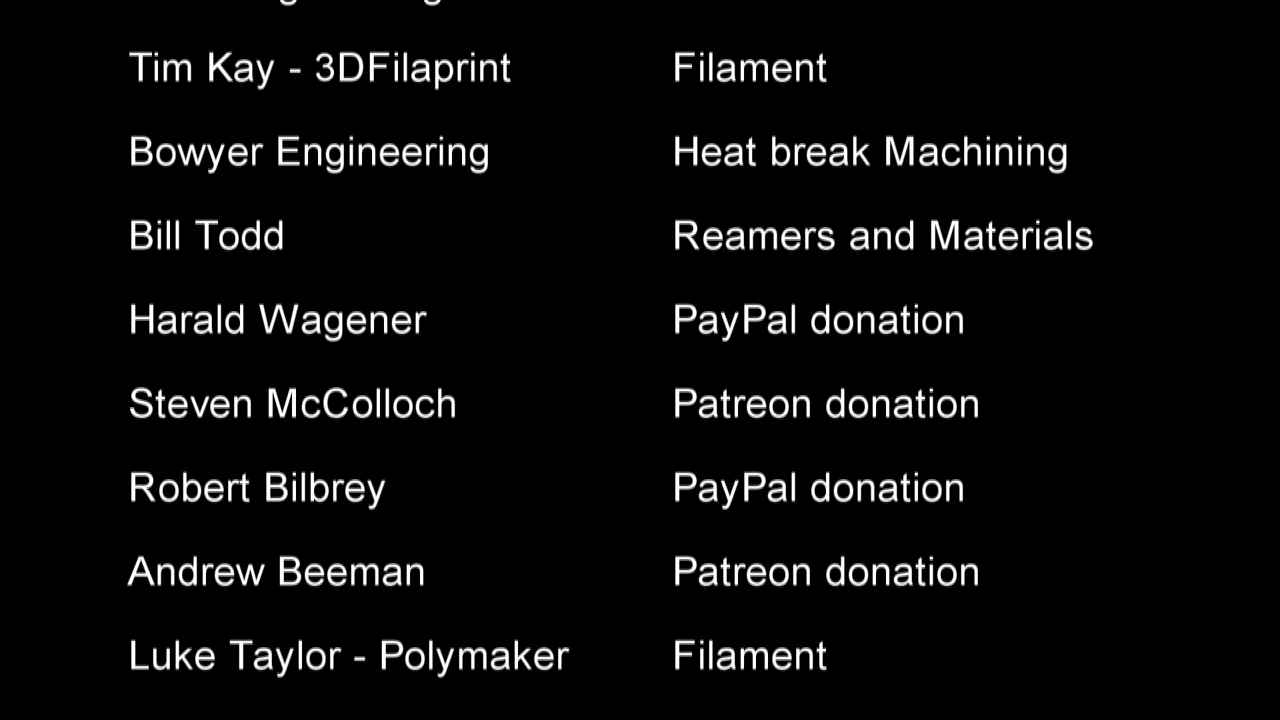 Tim Kay - 3DFilaprint Filament
Bowyer Engineering Heat break Machining
Bill Todd Reamers and Materials
Harald Wagener PayPal donation
Steven McColloch Patreon donation
Robert Bilbrey PayPal donation
Andrew Beeman Patreon donation
Luke Taylor - Polymaker Filament